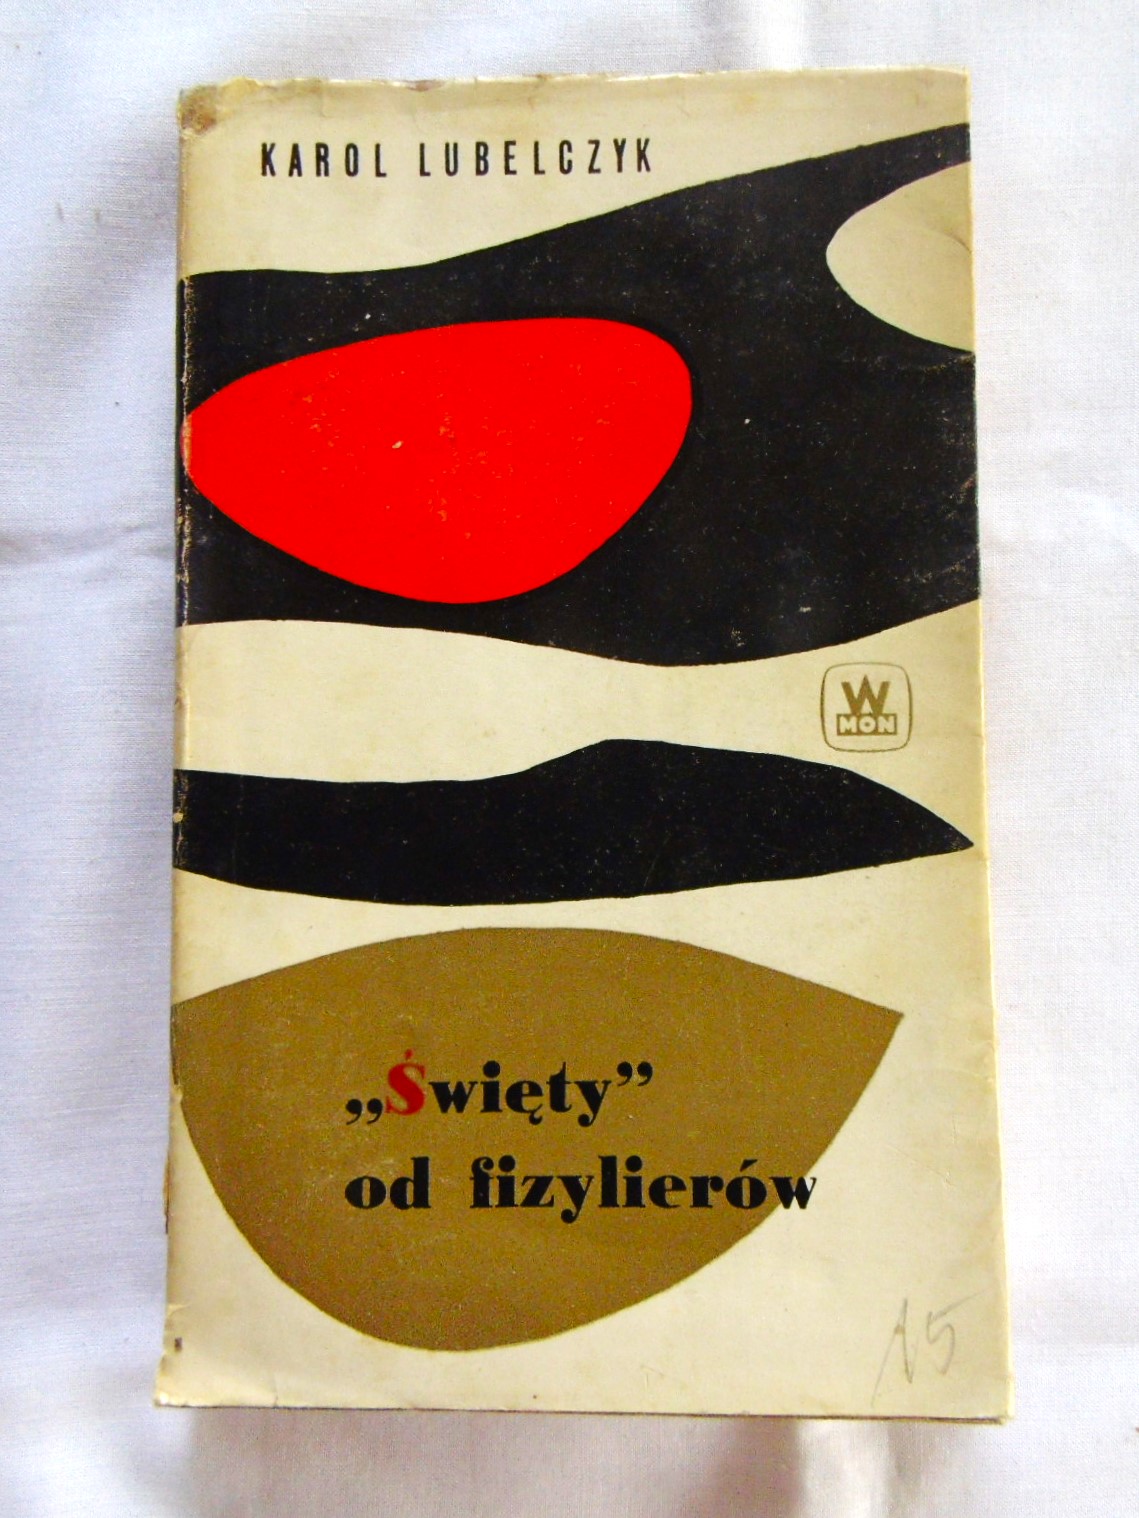 KAROL LUBELCZYK
W
MON
„Święty”
od fizylierów
15